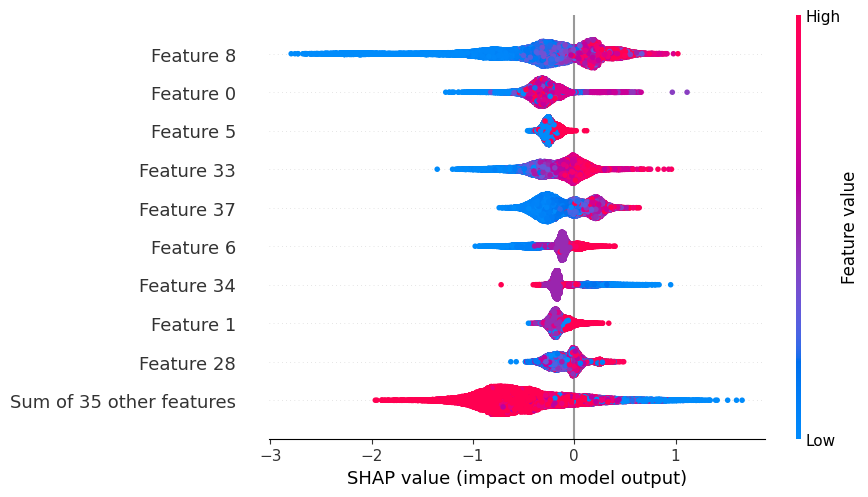 High
Feature 8
Feature 0
Feature 5
Feature 33
Feature 37
Feature 6
Feature 34
Feature 1
Feature 28
Sum of 35 other features
Feature value
Low
−3 −2 −1 0 1
SHAP value (impact on model output)